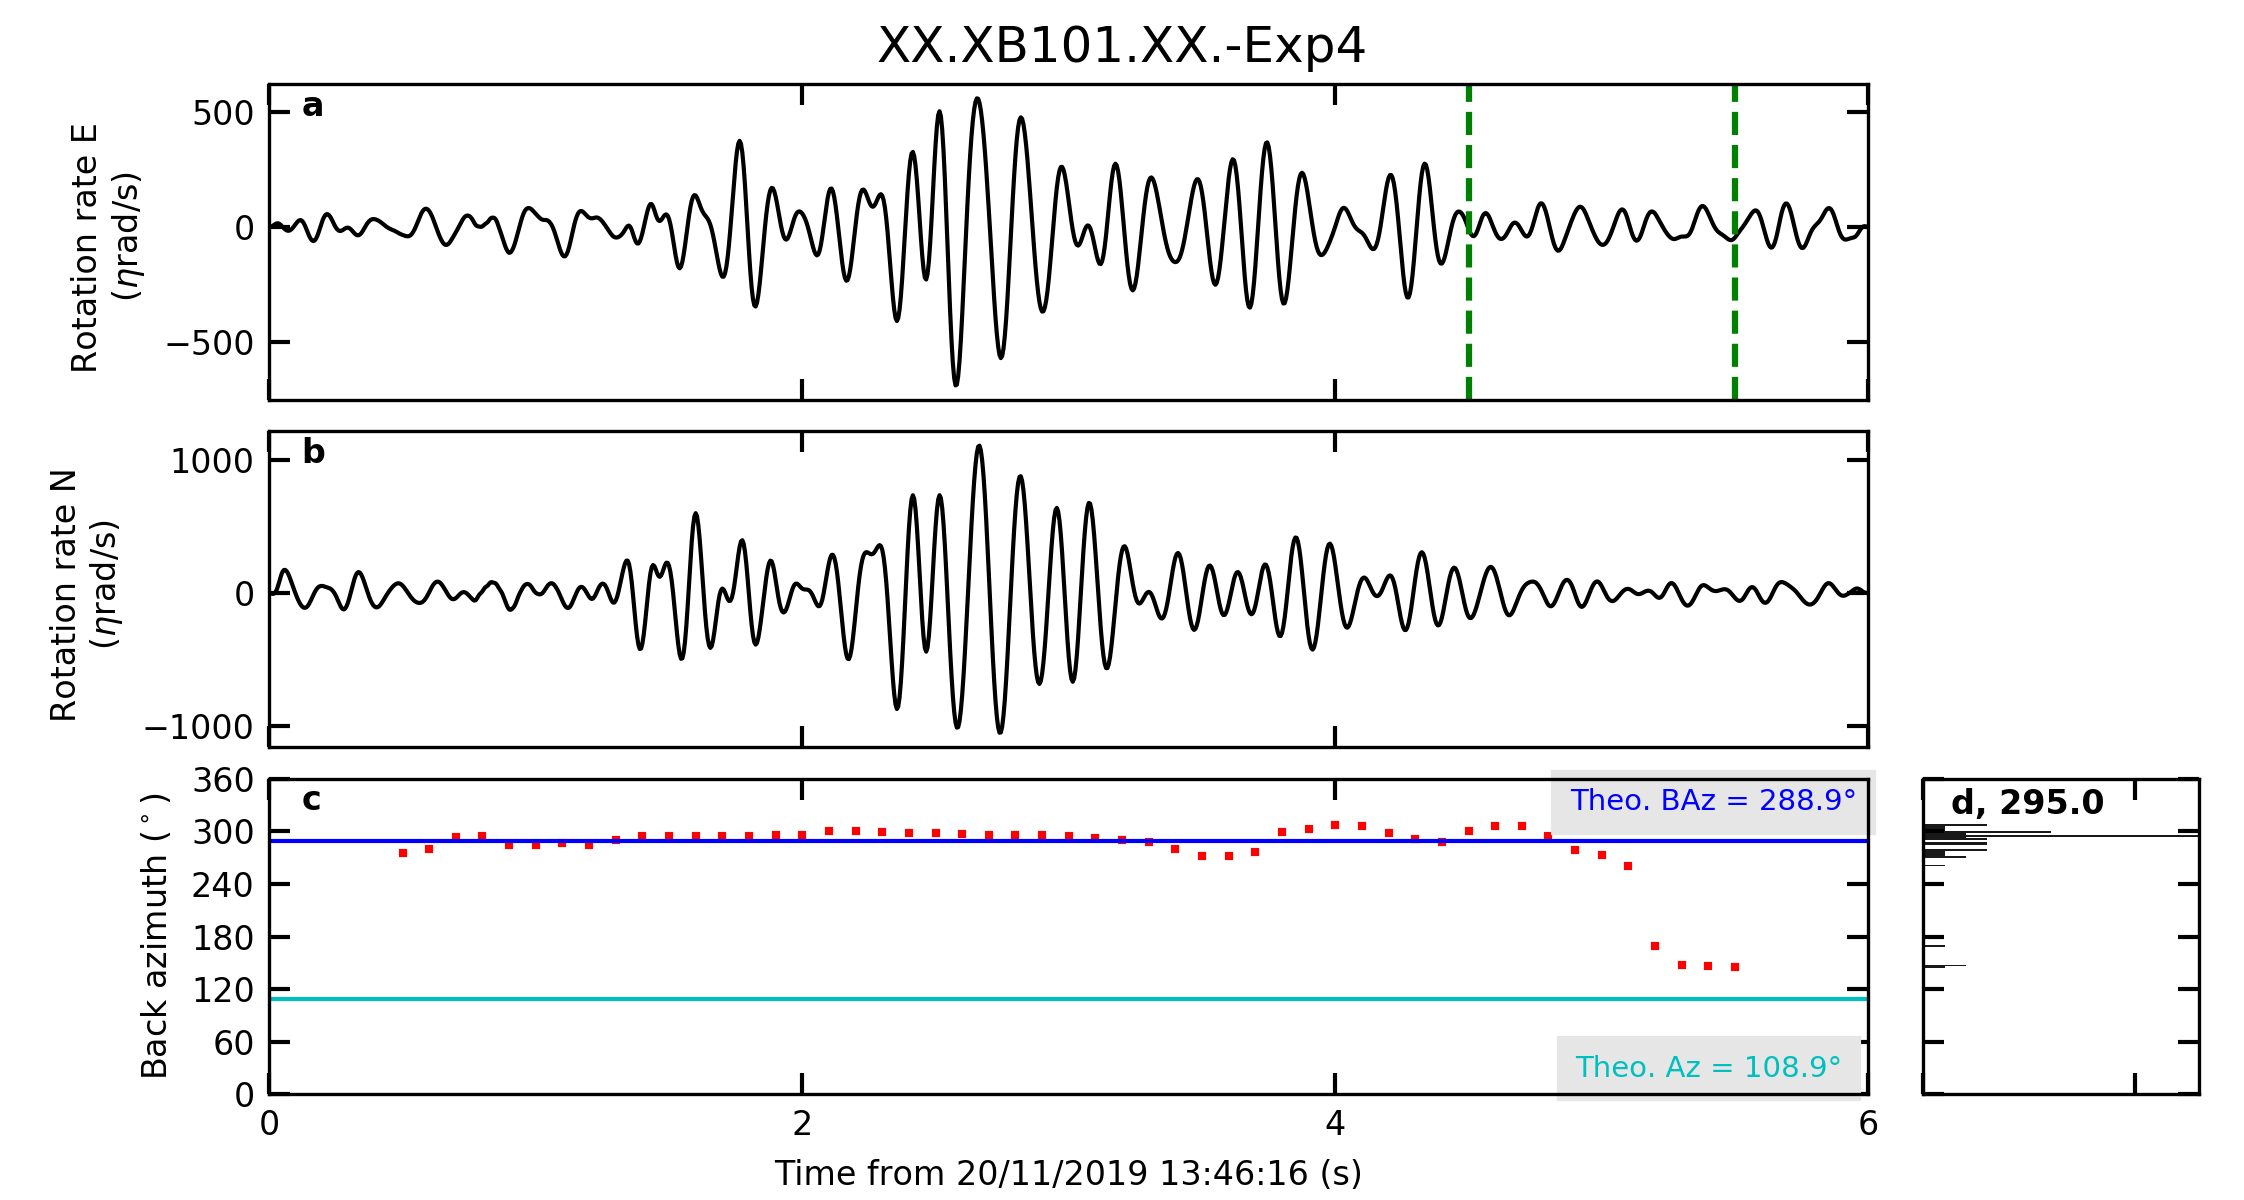 XX.XB101.XX.-Exp4
a
500
0
−500
Rotation rate E
(ηrad/s)
b
1000
0
−1000
Rotation rate N
(ηrad/s)
c
360
300
240
180
120
60
0
Back azimuth (°)
Theo. BAz = 288.9°
Theo. Az = 108.9°
d, 295.0
0
2
4
6
Time from 20/11/2019 13:46:16 (s)